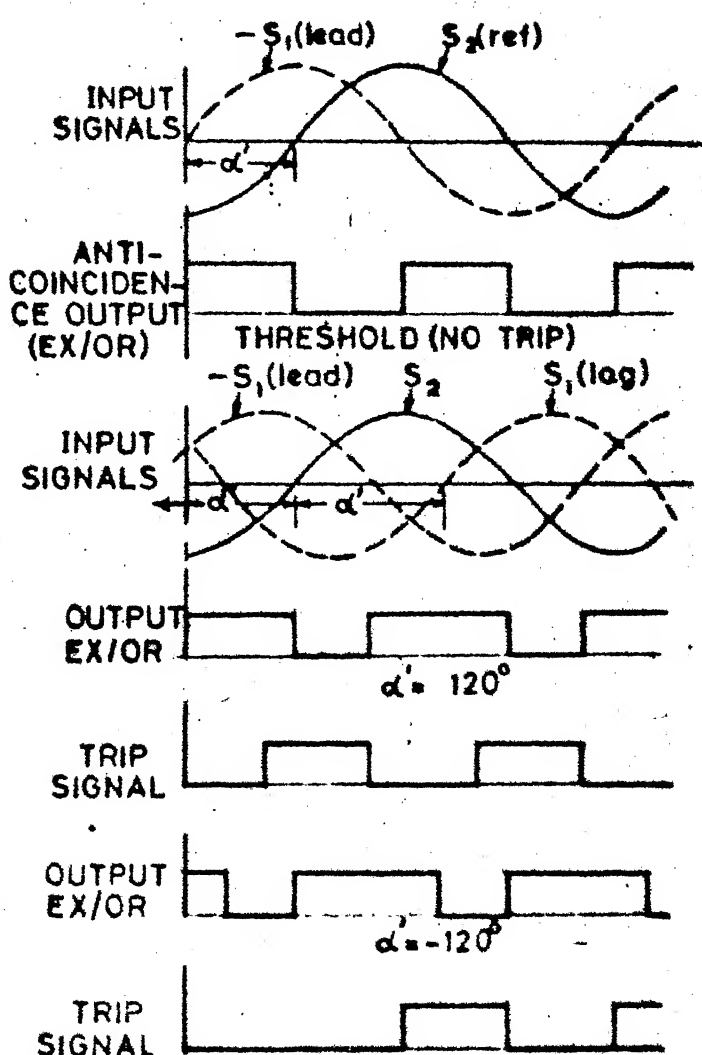 -S₁(lead) S₂(ref)
INPUT
SIGNALS
α'
ANTI-
COINCIDEN-
CE OUTPUT
(EX/OR)
THRESHOLD (NO TRIP)
-S₁(lead) S₂ S₁(lag)
INPUT
SIGNALS
α' α'
OUTPUT
EX/OR
α'= 120°
TRIP
SIGNAL
OUTPUT
EX/OR
α'=-120°
TRIP
SIGNAL